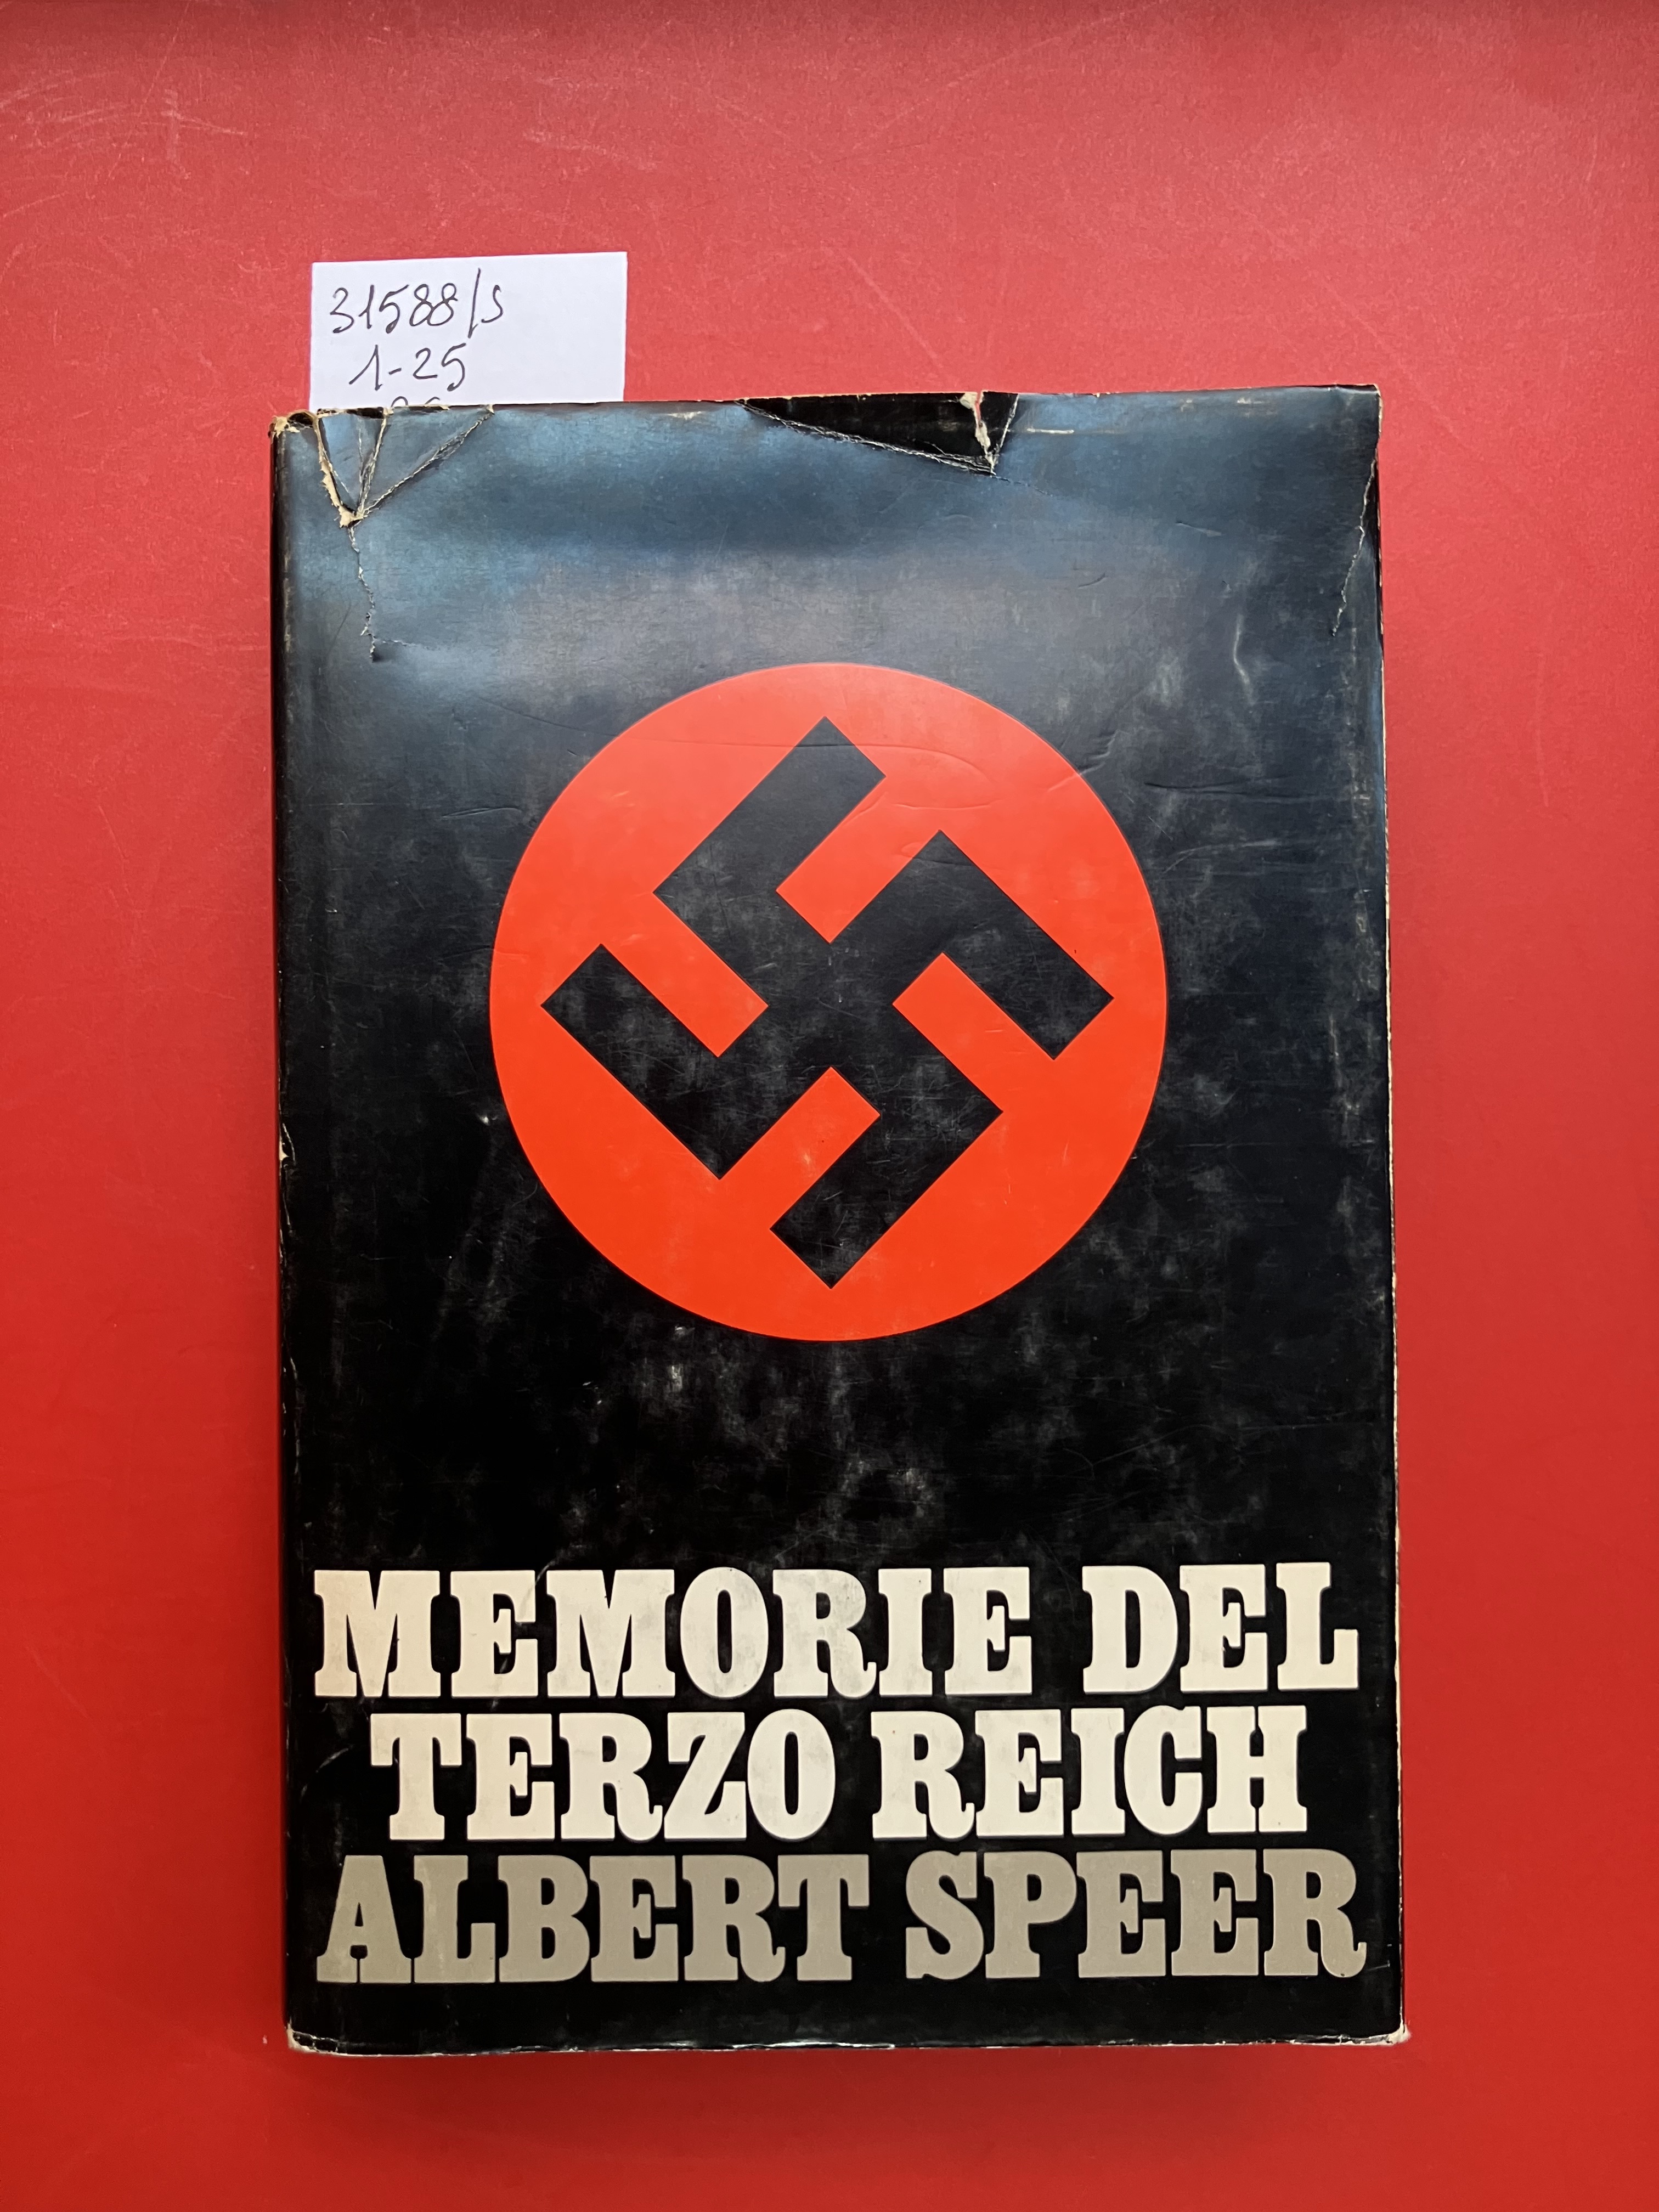 31588/s
1-25
MEMORIE DEL
TERZO REICH
ALBERT SPEER